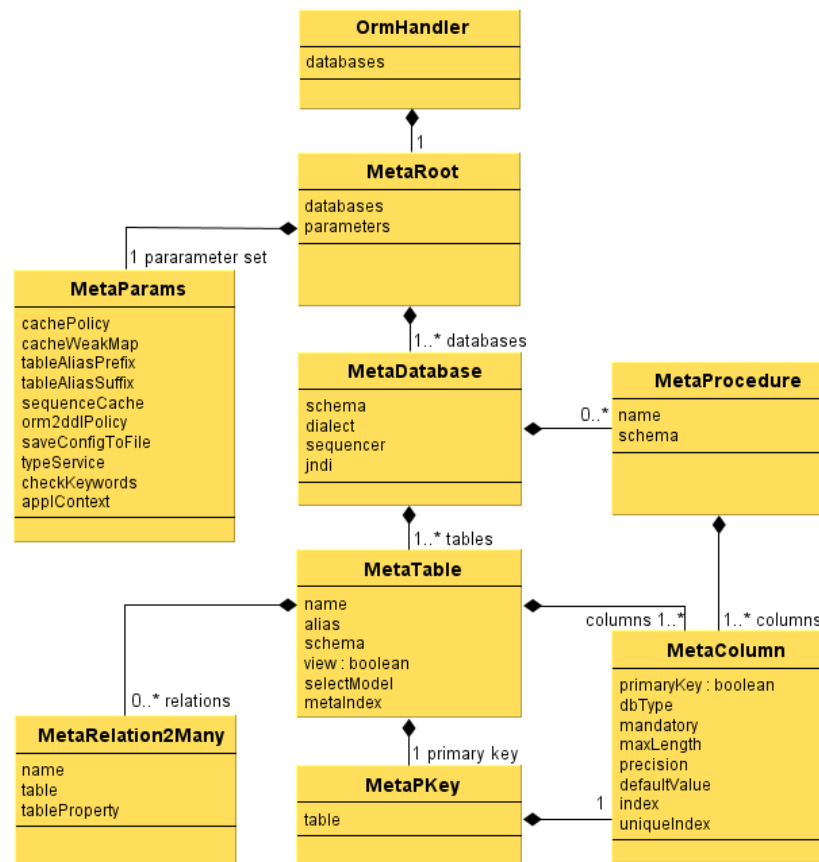 OrmHandler
databases
1
MetaRoot
databases
parameters
1 pararameter set
MetaParams
cachePolicy
cacheWeakMap
tableAliasPrefix
tableAliasSuffix
sequenceCache
orm2ddlPolicy
saveConfigToFile
typeService
checkKeywords
applContext
1..* databases
MetaDatabase
schema
dialect
sequencer
jndi
0..*
MetaProcedure
name
schema
1..* tables
MetaTable
name
alias
schema
view : boolean
selectModel
metaIndex
columns 1..*
1..* columns
MetaColumn
primaryKey : boolean
dbType
mandatory
maxLength
precision
defaultValue
index
uniqueIndex
0..* relations
MetaRelation2Many
name
table
tableProperty
1 primary key
MetaPKey
table
1